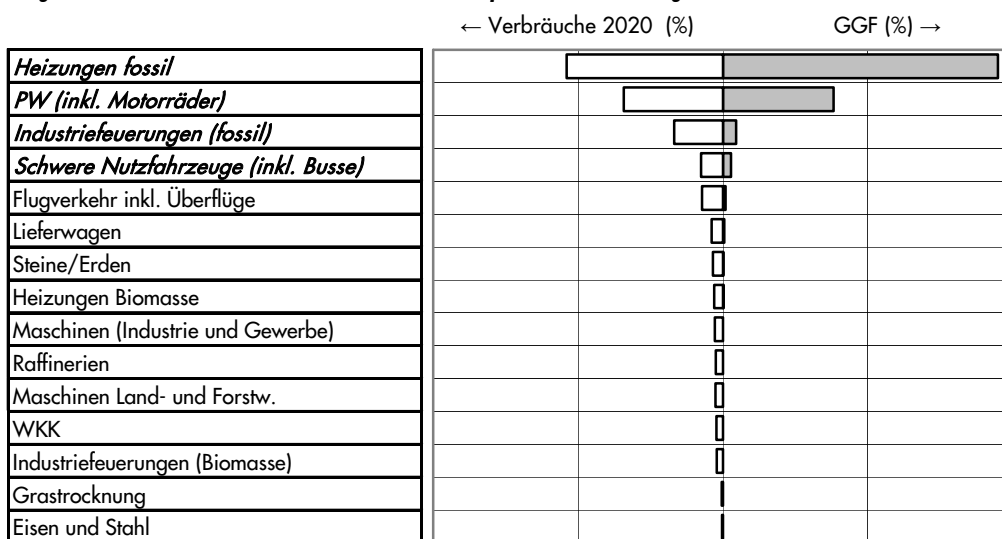 ← Verbräuche 2020 (%) GGF (%) →
Heizungen fossil
PW (inkl. Motorräder)
Industriefeuerungen (fossil)
Schwere Nutzfahrzeuge (inkl. Busse)
Flugverkehr inkl. Überflüge
Lieferwagen
Steine/Erden
Heizungen Biomasse
Maschinen (Industrie und Gewerbe)
Raffinerien
Maschinen Land- und Forstw.
WKK
Industriefeuerungen (Biomasse)
Grastrocknung
Eisen und Stahl